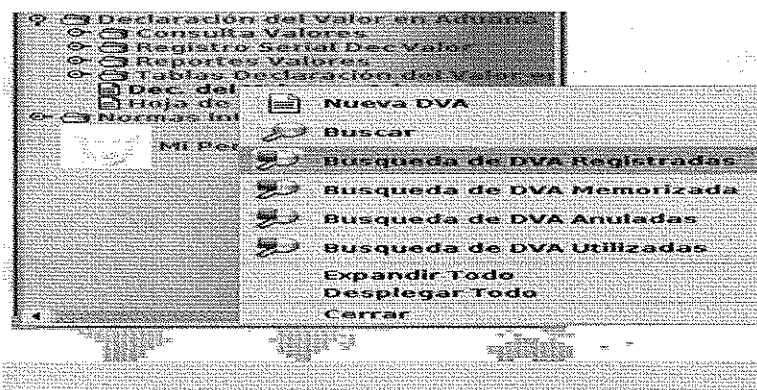 Declaración del Valor en Aduana
Consulta Valores
Registro Serial Dec Valor
Reportes Valores
Tablas Declaración del Valor en
Dec. del
Hoja de
Normas Int
Mi Per
Nueva DVA
Buscar
Busqueda de DVA Registradas
Busqueda de DVA Memorizada
Busqueda de DVA Anuladas
Busqueda de DVA Utilizadas
Expandir Todo
Desplegar Todo
Cerrar